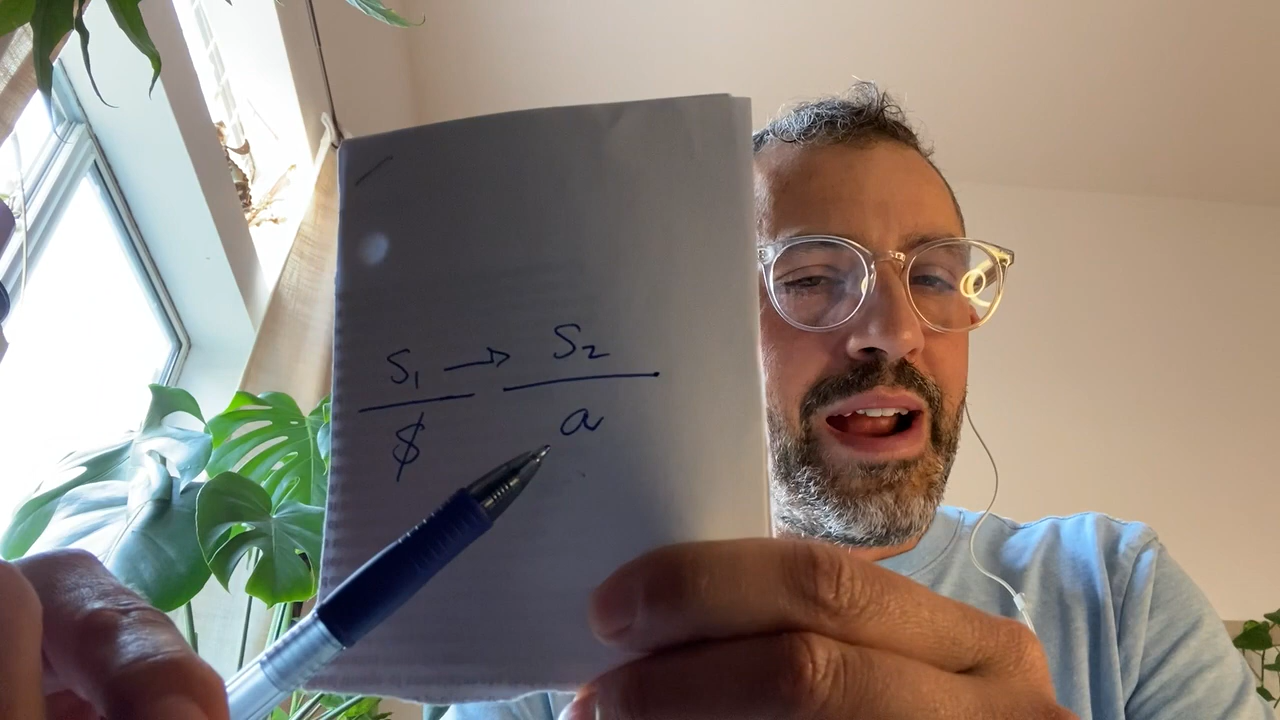 S₁ → S₂
$ a